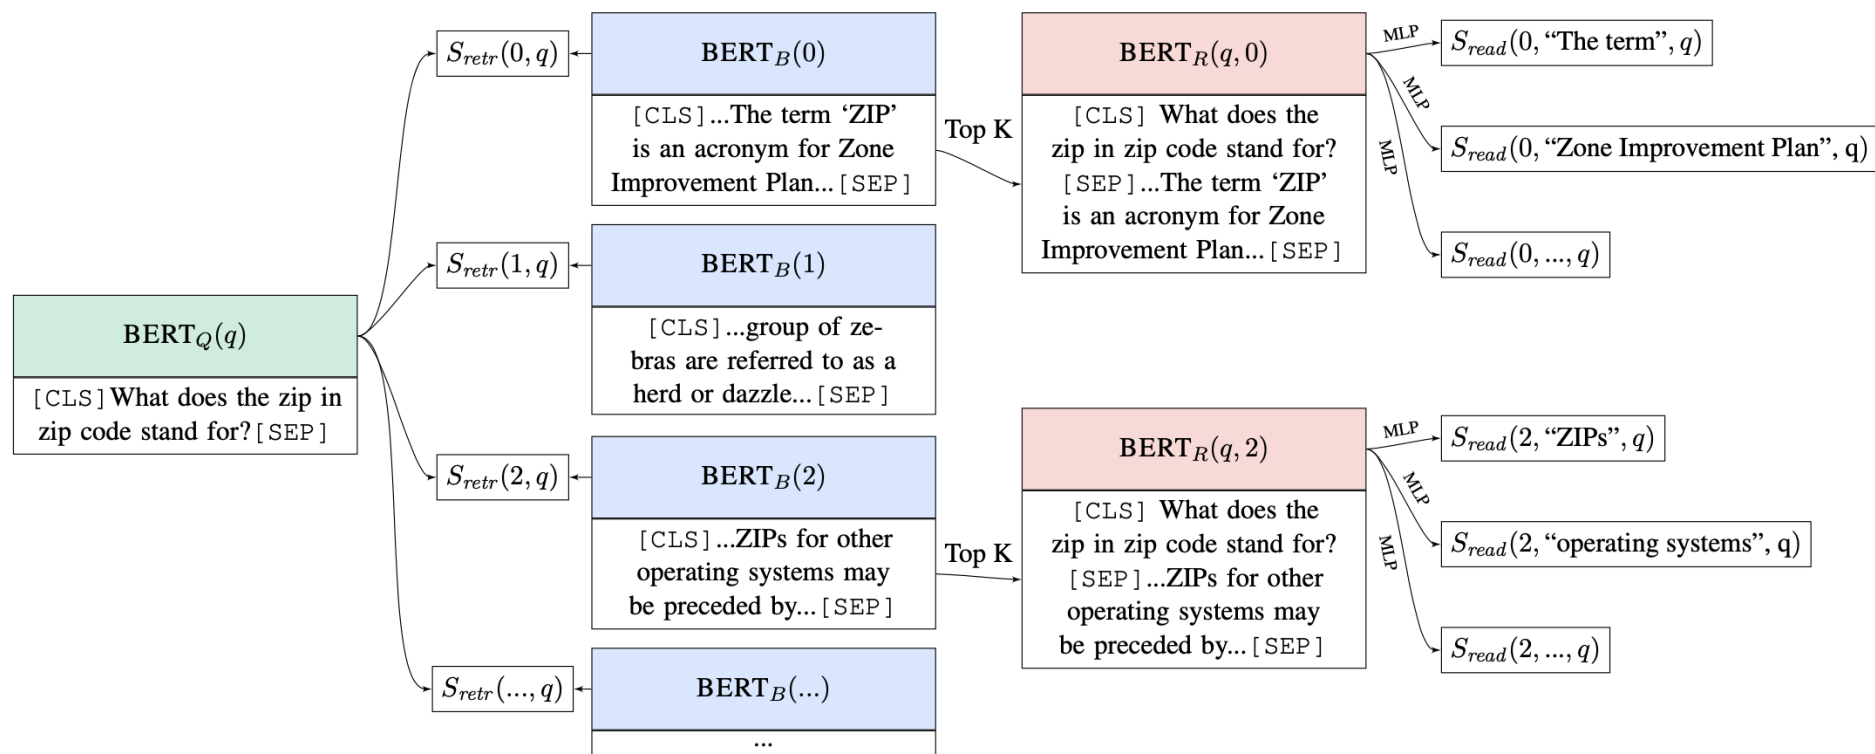 BERT_Q(q)
[CLS]What does the zip in
zip code stand for?[SEP]
S_retr(0, q)
S_retr(1, q)
S_retr(2, q)
S_retr(..., q)
BERT_B(0)
[CLS]...The term ‘ZIP’
is an acronym for Zone
Improvement Plan...[SEP]
BERT_B(1)
[CLS]...group of ze-
bras are referred to as a
herd or dazzle...[SEP]
BERT_B(2)
[CLS]...ZIPs for other
operating systems may
be preceded by...[SEP]
BERT_B(...)
...
Top K
Top K
BERT_R(q, 0)
[CLS] What does the
zip in zip code stand for?
[SEP]...The term ‘ZIP’
is an acronym for Zone
Improvement Plan...[SEP]
MLP
MLP
MLP
S_read(0, “The term”, q)
S_read(0, “Zone Improvement Plan”, q)
S_read(0, ..., q)
BERT_R(q, 2)
[CLS] What does the
zip in zip code stand for?
[SEP]...ZIPs for other
operating systems may
be preceded by...[SEP]
MLP
MLP
MLP
S_read(2, “ZIPs”, q)
S_read(2, “operating systems”, q)
S_read(2, ..., q)